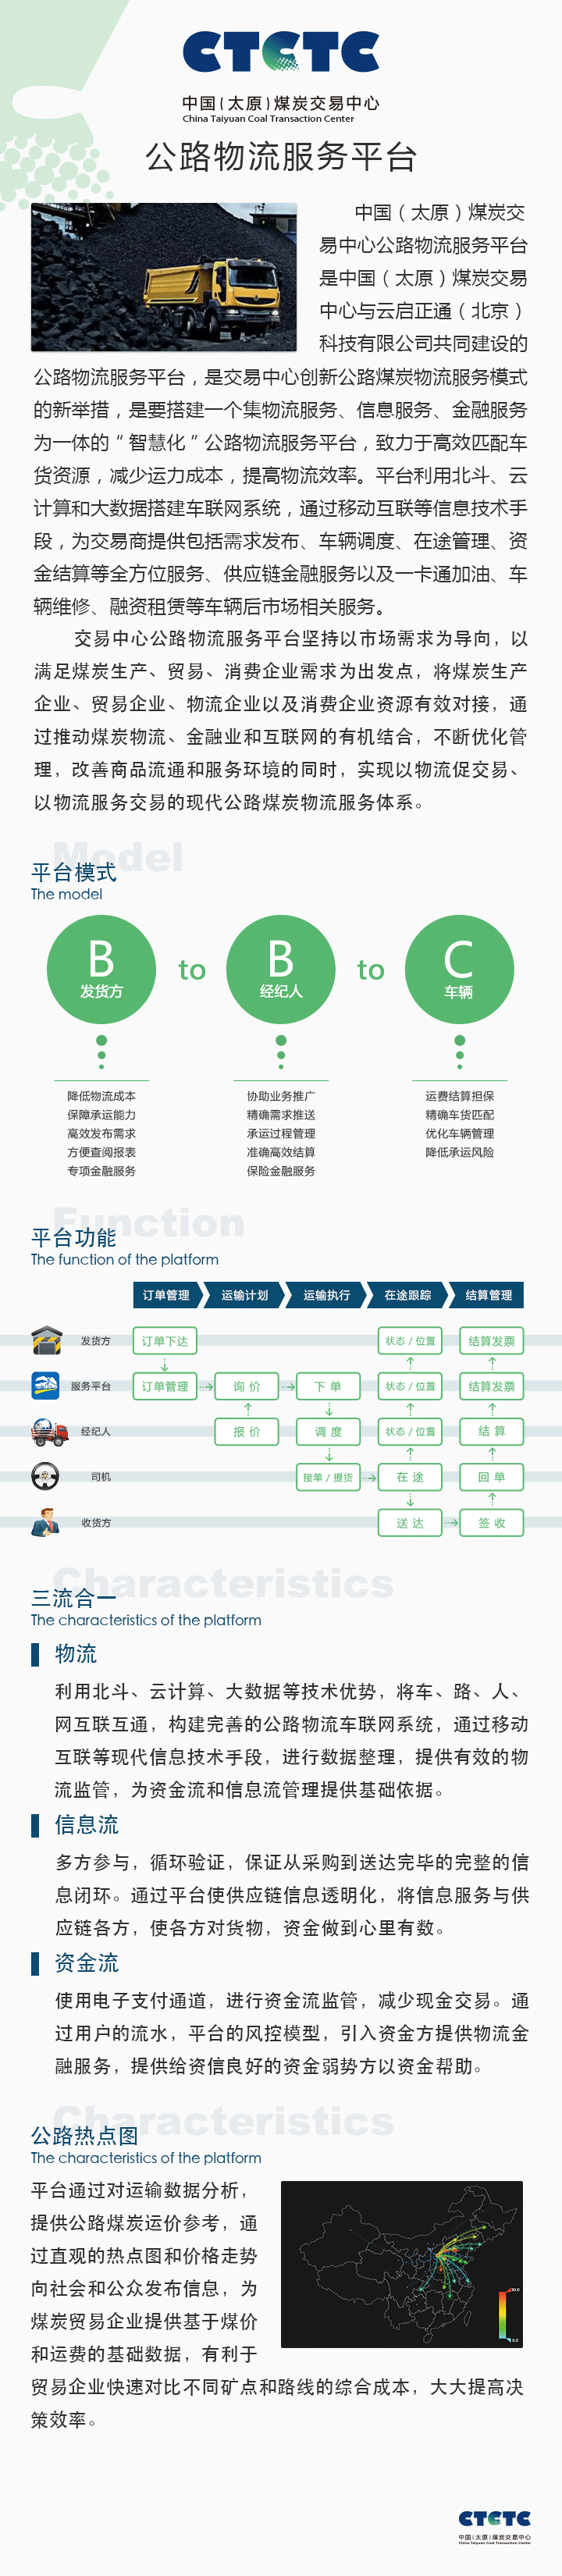 CTCTC
中国(太原)煤炭交易中心
China Taiyuan Coal Transaction Center
公路物流服务平台
中国（太原）煤炭交
易中心公路物流服务平台
是中国（太原）煤炭交易
中心与云启正通（北京）
科技有限公司共同建设的
公路物流服务平台，是交易中心创新公路煤炭物流服务模式
的新举措，是要搭建一个集物流服务、信息服务、金融服务
为一体的“智慧化”公路物流服务平台，致力于高效匹配车
货资源，减少运力成本，提高物流效率。平台利用北斗、云
计算和大数据搭建车联网系统，通过移动互联等信息技术手
段，为交易商提供包括需求发布、车辆调度、在途管理、资
金结算等全方位服务、供应链金融服务以及一卡通加油、车
辆维修、融资租赁等车辆后市场相关服务。
交易中心公路物流服务平台坚持以市场需求为导向，以
满足煤炭生产、贸易、消费企业需求为出发点，将煤炭生产
企业、贸易企业、物流企业以及消费企业资源有效对接，通
过推动煤炭物流、金融业和互联网的有机结合，不断优化管
理，改善商品流通和服务环境的同时，实现以物流促交易、
以物流服务交易的现代公路煤炭物流服务体系。
Model
平台模式
The model
B to B to C
发货方 经纪人 车辆
降低物流成本 协助业务推广 运费结算担保
保障承运能力 精确需求推送 精确车货匹配
高效发布需求 承运过程管理 优化车辆管理
方便查阅报表 准确高效结算 降低承运风险
专项金融服务 保险金融服务
Function
平台功能
The function of the platform
订单管理 运输计划 运输执行 在途跟踪 结算管理
发货方 订单下达 状态/位置 结算发票
服务平台 订单管理 询价 下单 状态/位置 结算发票
经纪人 报价 调度 状态/位置 结算
司机 接单/提货 在途 回单
收货方 送达 签收
Characteristics
三流合一
The characteristics of the platform
物流
利用北斗、云计算、大数据等技术优势，将车、路、人、
网互联互通，构建完善的公路物流车联网系统，通过移动
互联等现代信息技术手段，进行数据整理，提供有效的物
流监管，为资金流和信息流管理提供基础依据。
信息流
多方参与，循环验证，保证从采购到送达完毕的完整的信
息闭环。通过平台使供应链信息透明化，将信息服务与供
应链各方，使各方对货物，资金做到心里有数。
资金流
使用电子支付通道，进行资金流监管，减少现金交易。通
过用户的流水，平台的风控模型，引入资金方提供物流金
融服务，提供给资信良好的资金弱势方以资金帮助。
Characteristics
公路热点图
The characteristics of the platform
平台通过对运输数据分析，
提供公路煤炭运价参考，通
过直观的热点图和价格走势
向社会和公众发布信息，为
煤炭贸易企业提供基于煤价
和运费的基础数据，有利于
贸易企业快速对比不同矿点和路线的综合成本，大大提高决
策效率。
CTCTC
中国(太原)煤炭交易中心
China Taiyuan Coal Transaction Center